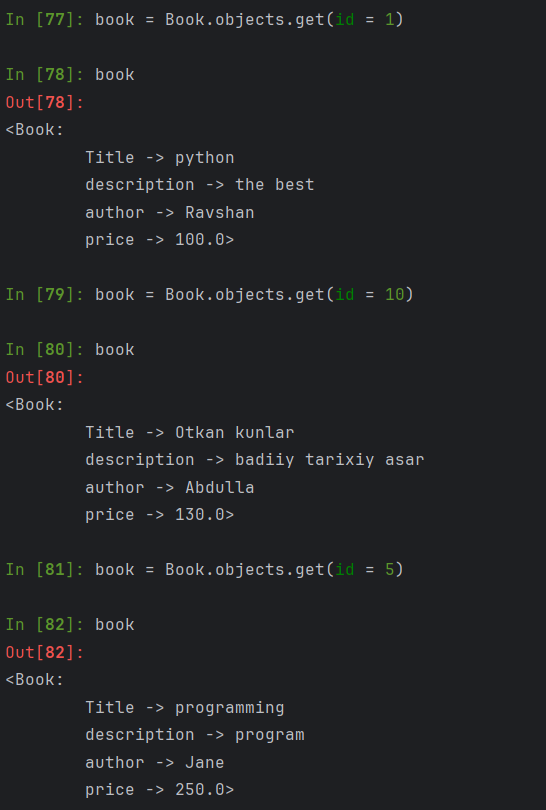 In [77]: book = Book.objects.get(id = 1)
In [78]: book
Out[78]:
<Book:
Title -> python
description -> the best
author -> Ravshan
price -> 100.0>
In [79]: book = Book.objects.get(id = 10)
In [80]: book
Out[80]:
<Book:
Title -> Otkan kunlar
description -> badiiy tarixiy asar
author -> Abdulla
price -> 130.0>
In [81]: book = Book.objects.get(id = 5)
In [82]: book
Out[82]:
<Book:
Title -> programming
description -> program
author -> Jane
price -> 250.0>